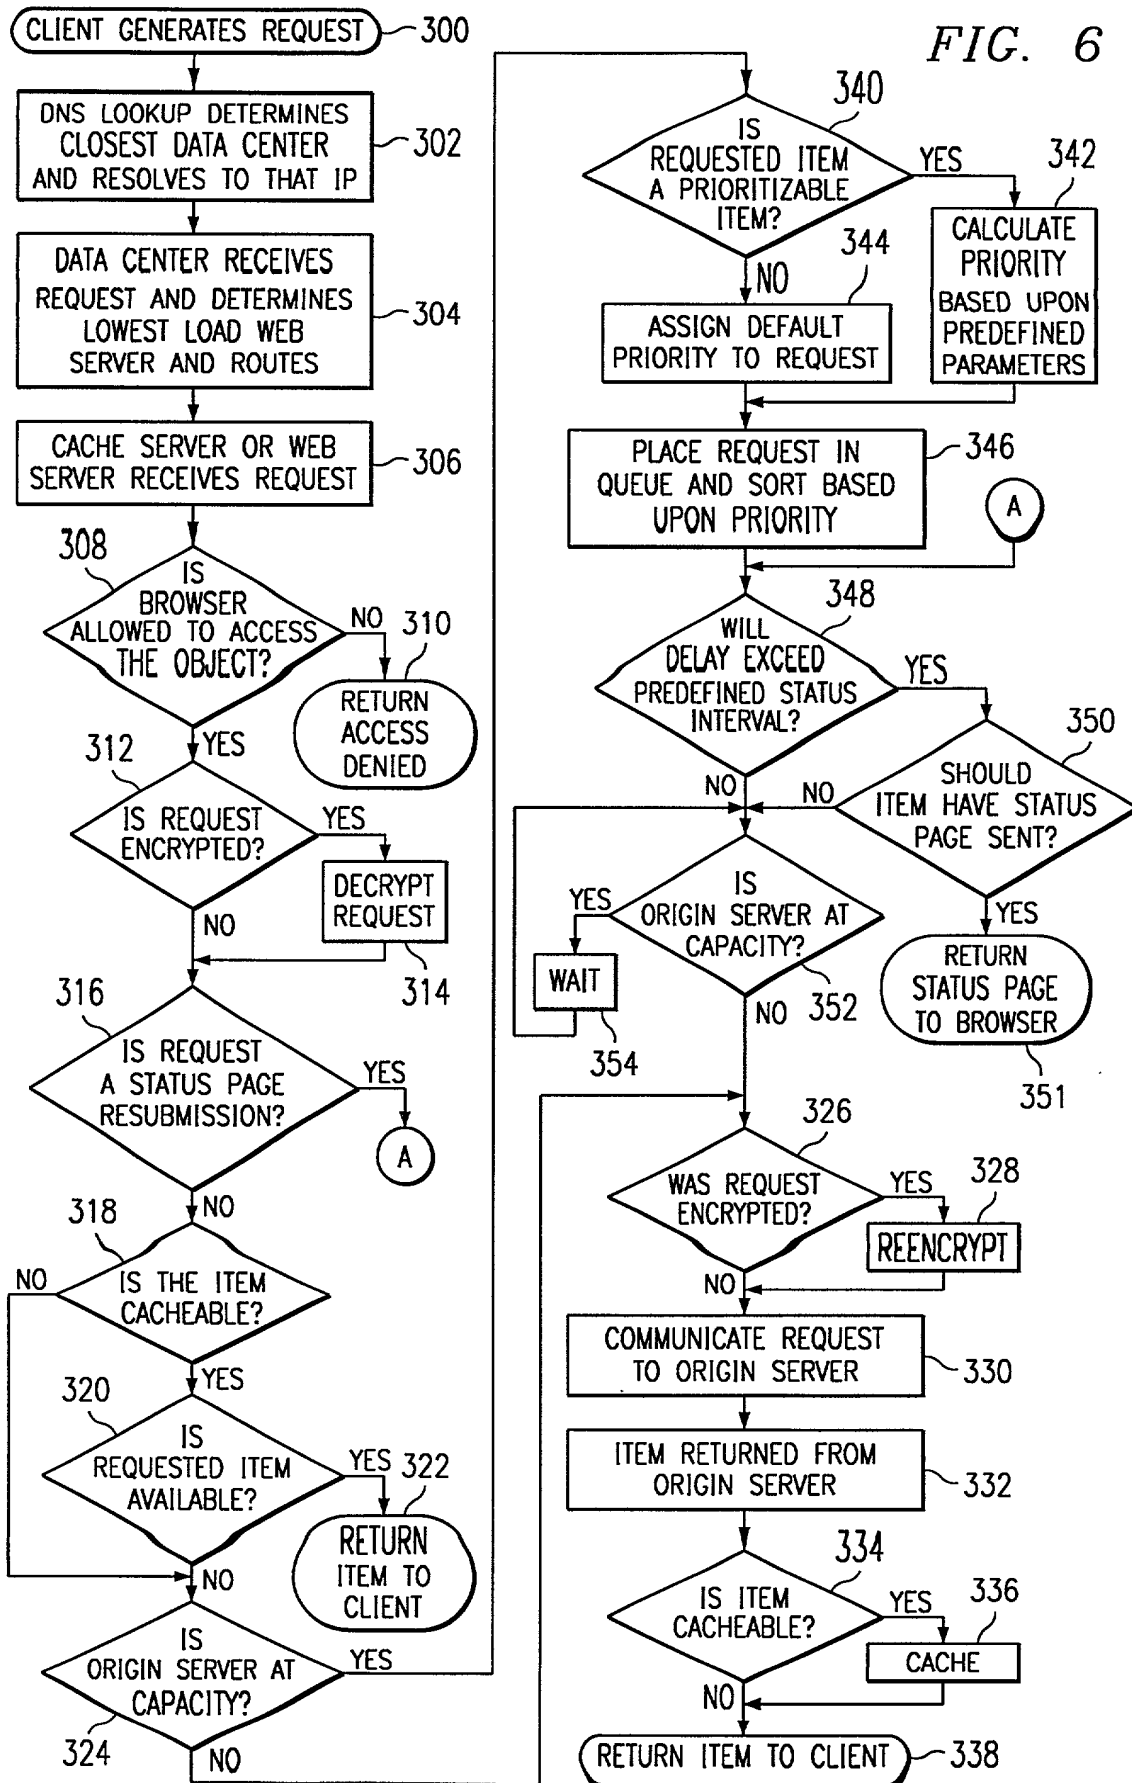 FIG. 6
CLIENT GENERATES REQUEST
300
DNS LOOKUP DETERMINES
CLOSEST DATA CENTER
AND RESOLVES TO THAT IP
302
DATA CENTER RECEIVES
REQUEST AND DETERMINES
LOWEST LOAD WEB
SERVER AND ROUTES
304
CACHE SERVER OR WEB
SERVER RECEIVES REQUEST
306
308
IS
BROWSER
ALLOWED TO ACCESS
THE OBJECT?
NO
310
RETURN
ACCESS
DENIED
YES
312
IS REQUEST
ENCRYPTED?
YES
DECRYPT
REQUEST
314
NO
316
IS REQUEST
A STATUS PAGE
RESUBMISSION?
YES
A
NO
318
IS THE ITEM
CACHEABLE?
NO
YES
320
IS
REQUESTED ITEM
AVAILABLE?
YES
322
RETURN
ITEM TO
CLIENT
NO
IS
ORIGIN SERVER AT
CAPACITY?
YES
324
NO
340
IS
REQUESTED ITEM
A PRIORITIZABLE
ITEM?
YES
342
CALCULATE
PRIORITY
BASED UPON
PREDEFINED
PARAMETERS
NO
344
ASSIGN DEFAULT
PRIORITY TO REQUEST
PLACE REQUEST IN
QUEUE AND SORT BASED
UPON PRIORITY
346
A
348
WILL
DELAY EXCEED
PREDEFINED STATUS
INTERVAL?
YES
350
SHOULD
ITEM HAVE STATUS
PAGE SENT?
NO
NO
YES
RETURN
STATUS PAGE
TO BROWSER
351
IS
ORIGIN SERVER AT
CAPACITY?
352
YES
WAIT
354
NO
326
WAS REQUEST
ENCRYPTED?
YES
328
REENCRYPT
NO
COMMUNICATE REQUEST
TO ORIGIN SERVER
330
ITEM RETURNED FROM
ORIGIN SERVER
332
334
IS ITEM
CACHEABLE?
YES
336
CACHE
NO
RETURN ITEM TO CLIENT
338